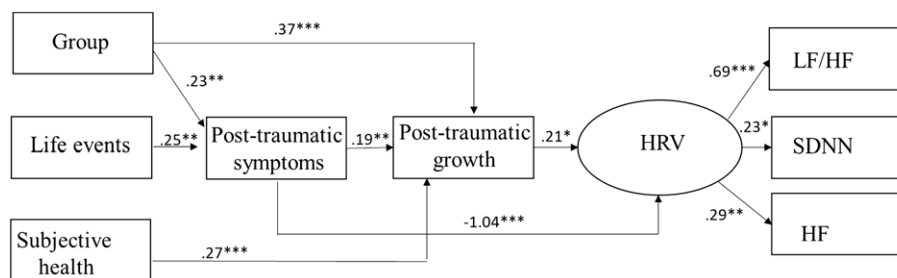 Group
.37***
.23**
Life events
.25**
Post-traumatic
symptoms
.19**
Post-traumatic
growth
.21*
HRV
.69***
LF/HF
.23*
SDNN
.29**
HF
-1.04***
Subjective
health
.27***